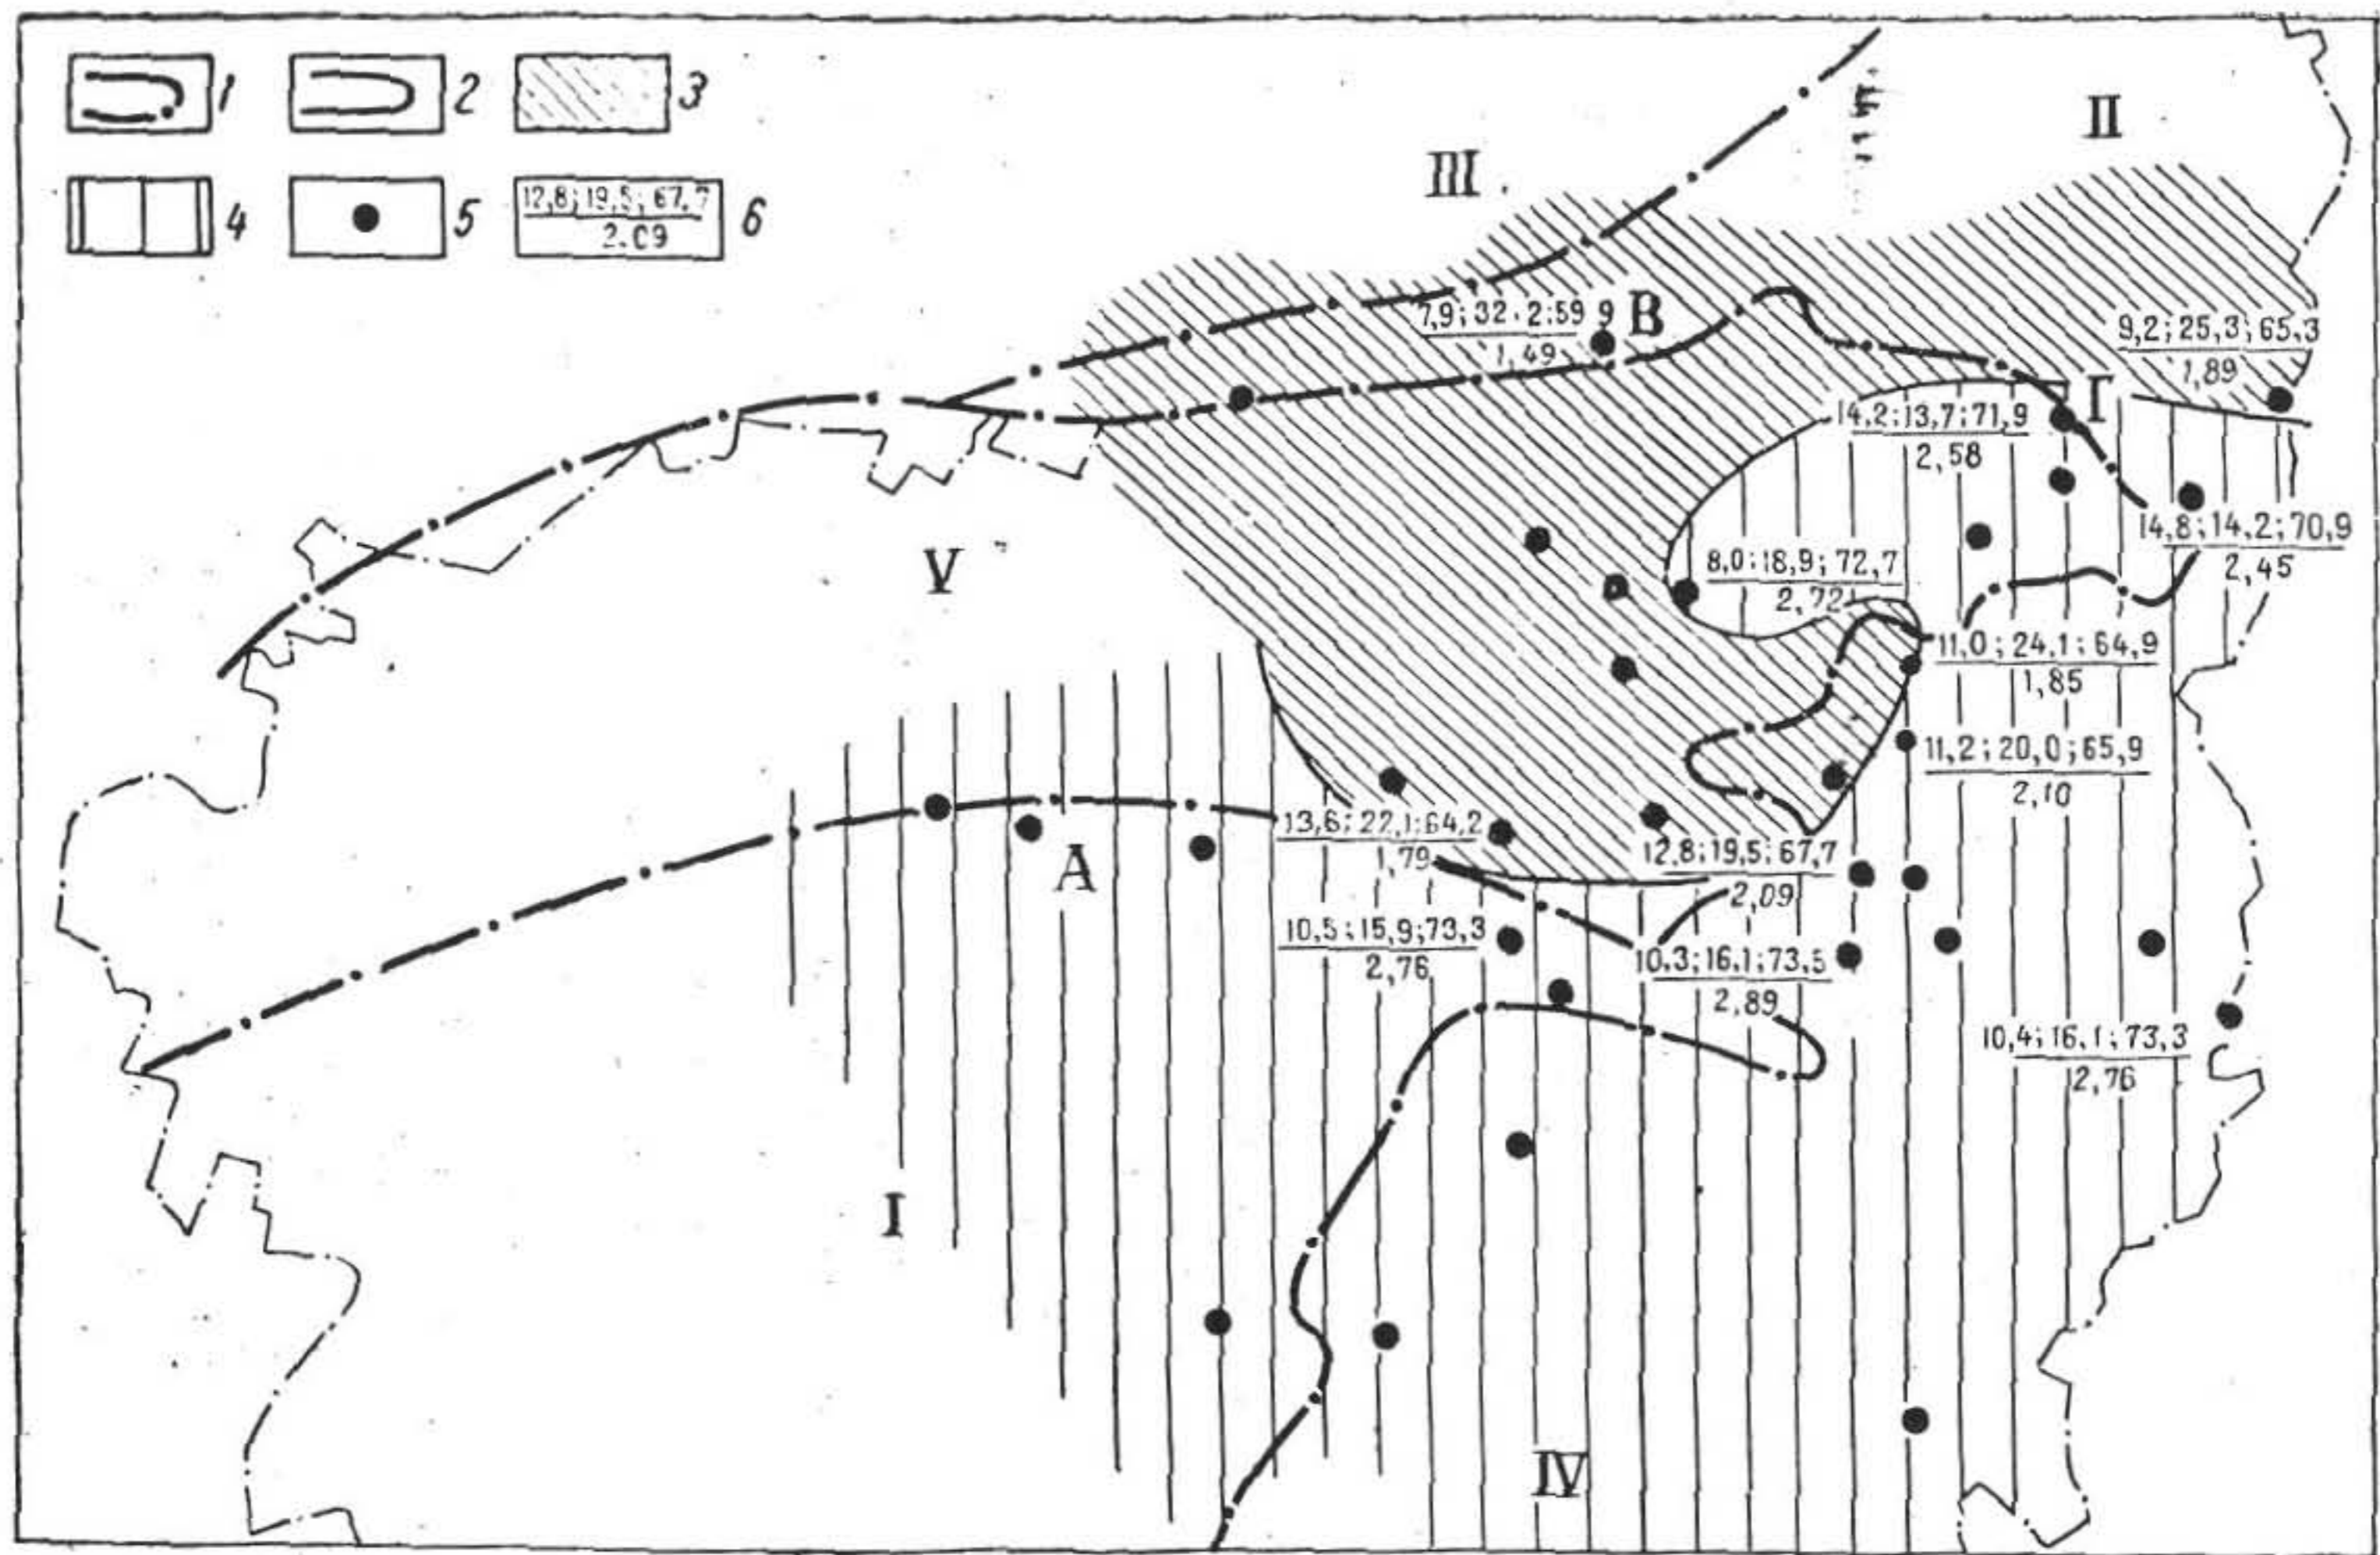 1
2
3
4
5
12,8; 19,5; 67,7
2.09
6
II
III
7,9; 32.2:59 9
1,49
В
9,2; 25,3; 65,3
1,89
Г
14,2; 13,7; 71,9
2,58
14,8; 14,2; 70,9
2,45
V
8,0; 18,9; 72,7
2,72
11,0; 24,1; 64,9
1,85
11,2; 20,0; 65,9
2,10
13,6; 22,1; 64,2
1,79
А
12,8; 19,5; 67,7
2,09
10,5; 15,9; 73,3
2,76
10,3; 16,1; 73,5
2,89
10,4; 16,1; 73,3
2,76
I
IV